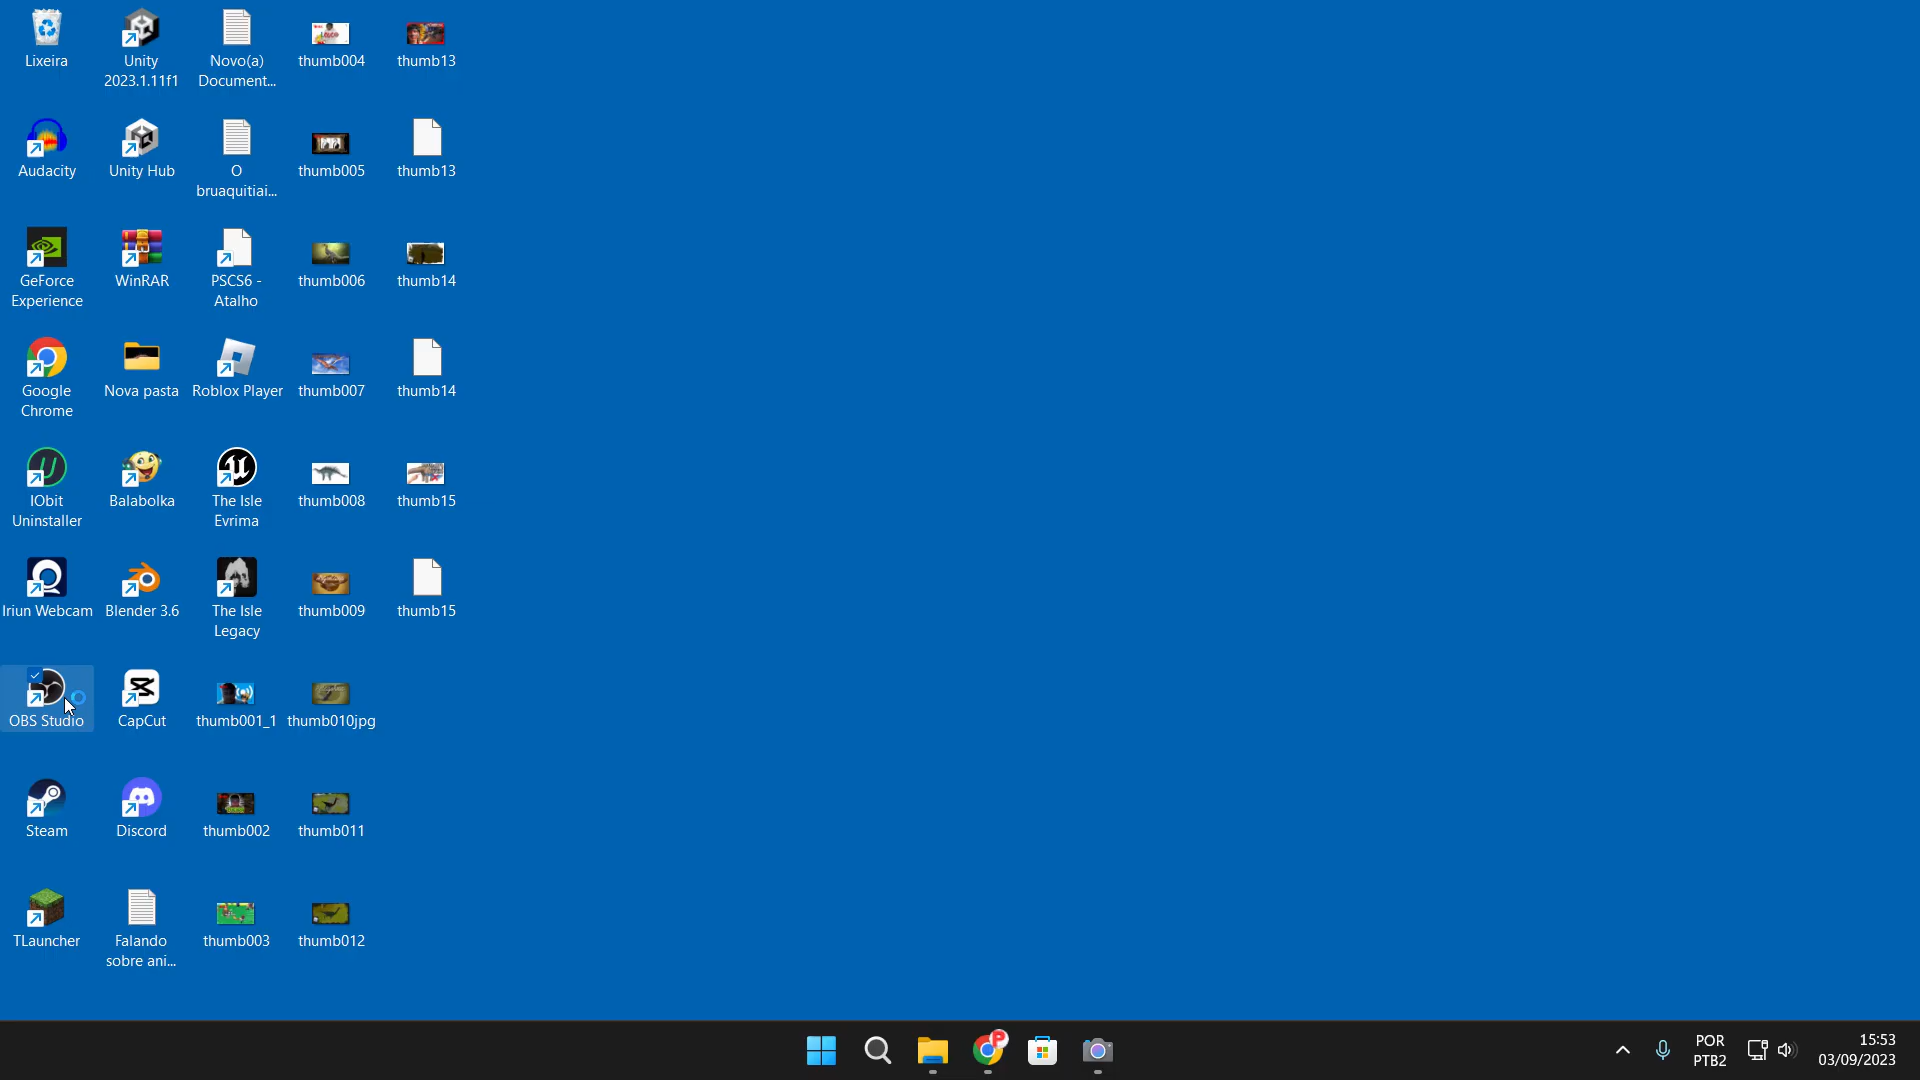 Lixeira
Unity
2023.1.11f1
Novo(a)
Document...
thumb004
thumb13
Audacity
Unity Hub
O
bruaquitiai...
thumb005
thumb13
GeForce
Experience
WinRAR
PSCS6 -
Atalho
thumb006
thumb14
Google
Chrome
Nova pasta
Roblox Player
thumb007
thumb14
IObit
Uninstaller
Balabolka
The Isle
Evrima
thumb008
thumb15
Iriun Webcam
Blender 3.6
The Isle
Legacy
thumb009
thumb15
OBS Studio
CapCut
thumb001_1
thumb010jpg
Steam
Discord
thumb002
thumb011
TLauncher
Falando
sobre ani...
thumb003
thumb012
P
POR
PTB2
15:53
03/09/2023